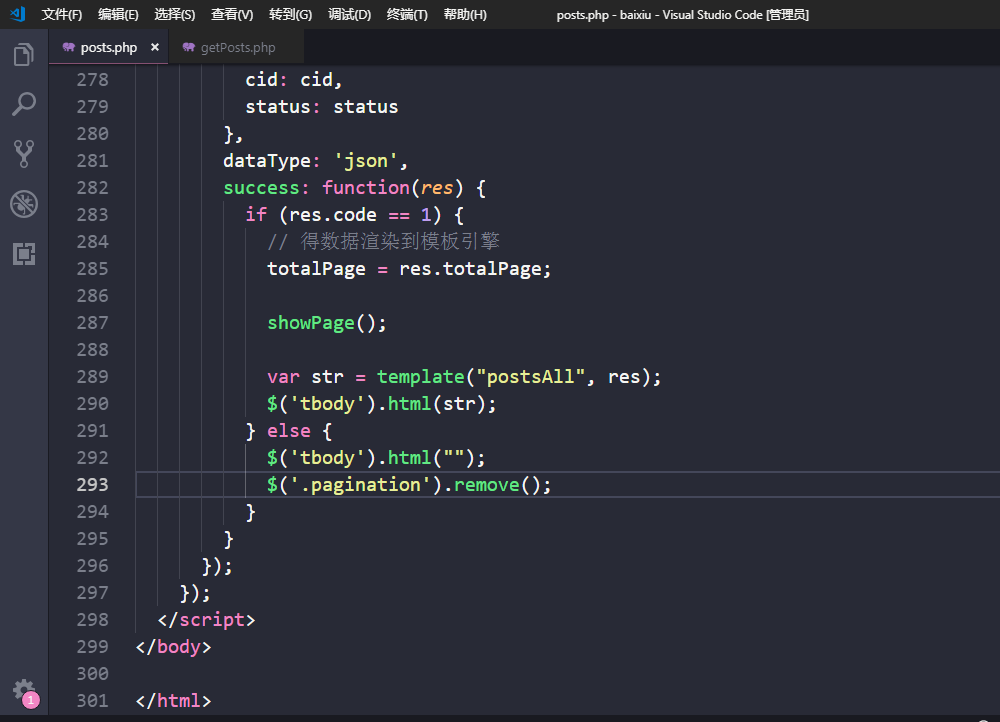 文件(F) 编辑(E) 选择(S) 查看(V) 转到(G) 调试(D) 终端(T) 帮助(H) posts.php - baixiu - Visual Studio Code [管理员]
posts.php × getPosts.php
278 cid: cid,
279 status: status
280 },
281 dataType: 'json',
282 success: function(res) {
283 if (res.code == 1) {
284 // 得数据渲染到模板引擎
285 totalPage = res.totalPage;
286
287 showPage();
288
289 var str = template("postsAll", res);
290 $('tbody').html(str);
291 } else {
292 $('tbody').html("");
293 $('.pagination').remove();
294 }
295 }
296 });
297 });
298 </script>
299 </body>
300
301 </html>
1